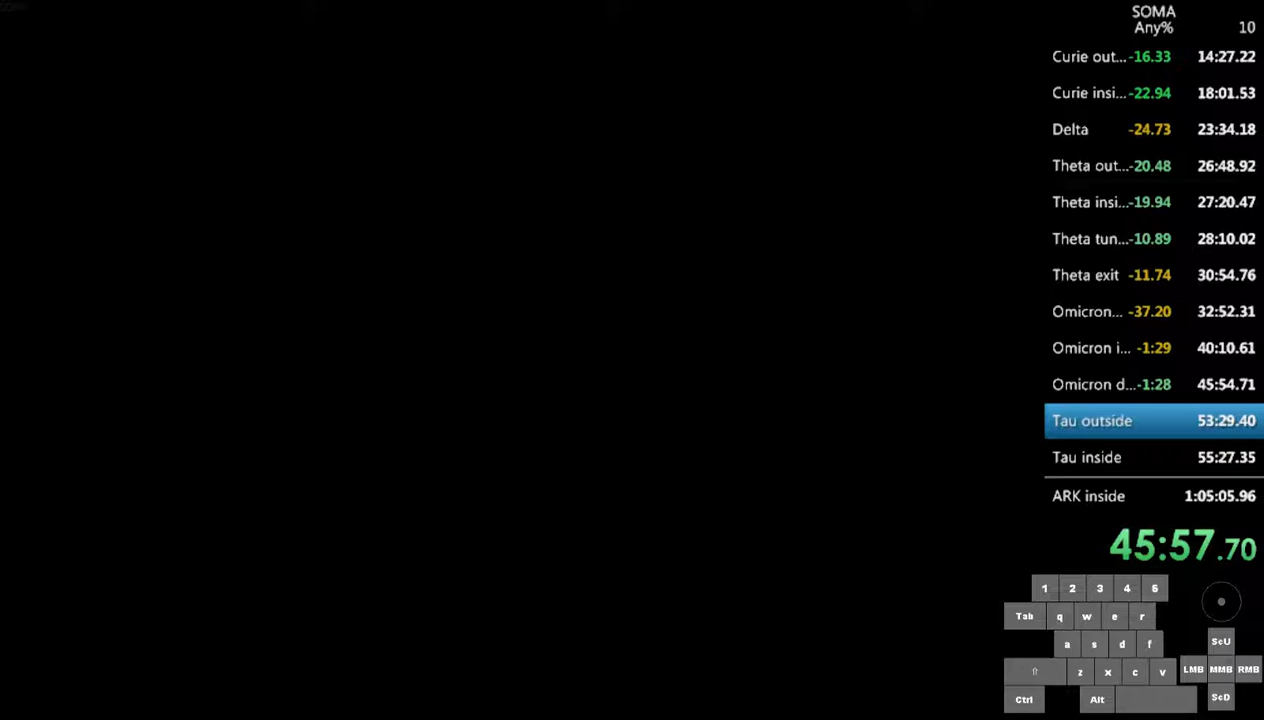 SOMA
Any% 10
Curie out... -16.33 14:27.22
Curie insi... -22.94 18:01.53
Delta -24.73 23:34.18
Theta out... -20.48 26:48.92
Theta insi... -19.94 27:20.47
Theta tun... -10.89 28:10.02
Theta exit -11.74 30:54.76
Omicron... -37.20 32:52.31
Omicron i... -1:29 40:10.61
Omicron d... -1:28 45:54.71
Tau outside 53:29.40
Tau inside 55:27.35
ARK inside 1:05:05.96
45:57.70
1 2 3 4 5
Tab q w e r
a s d f ScU
⇧ z x c v LMB MMB RMB
Ctrl Alt ScD